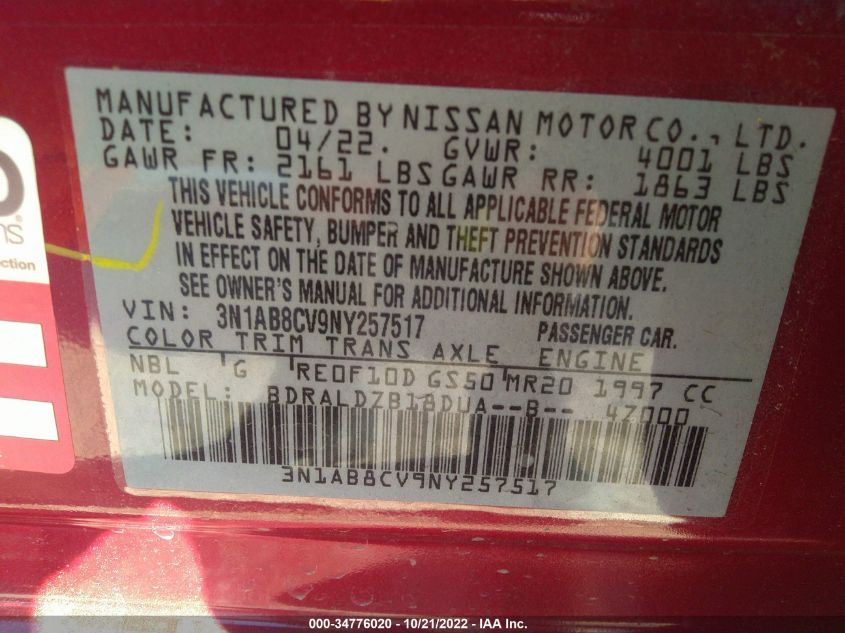 MANUFACTURED BY NISSAN MOTOR CO., LTD.
DATE: 04/22. GVWR: 4001 LBS
GAWR FR: 2161 LBS GAWR RR: 1863 LBS
THIS VEHICLE CONFORMS TO ALL APPLICABLE FEDERAL MOTOR
VEHICLE SAFETY, BUMPER AND THEFT PREVENTION STANDARDS
IN EFFECT ON THE DATE OF MANUFACTURE SHOWN ABOVE.
SEE OWNER'S MANUAL FOR ADDITIONAL INFORMATION.
VIN: 3N1AB8CV9NY257517 PASSENGER CAR.
COLOR TRIM TRANS AXLE ENGINE
NBL G RE0F10D GS50 MR20 1997 CC
MODEL: BDRALDZB18DUA--B-- 4Z000
3N1AB8CV9NY257517
000-34776020 - 10/21/2022 - IAA Inc.